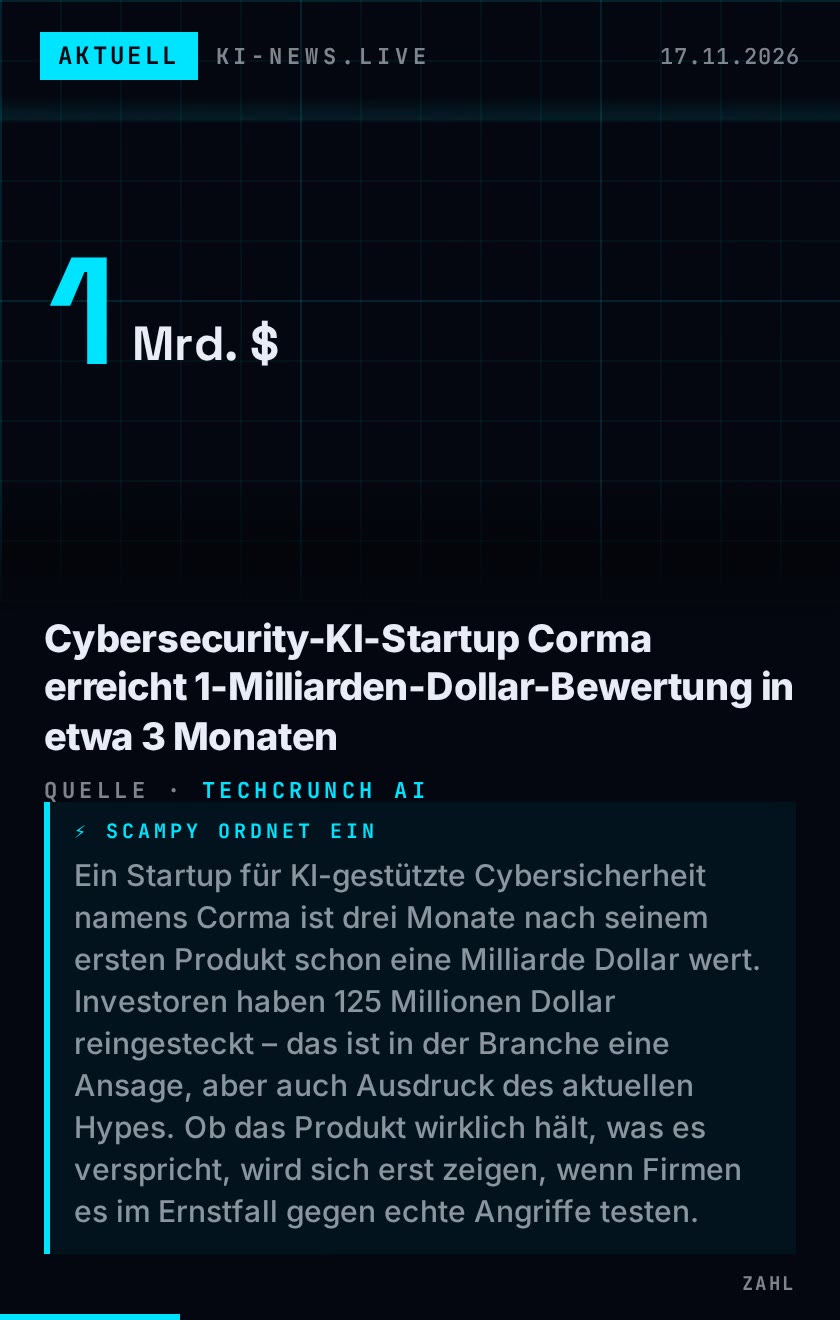 AKTUELL KI-NEWS.LIVE 17.11.2026
1 Mrd. $
Cybersecurity-KI-Startup Corma
erreicht 1-Milliarden-Dollar-Bewertung in
etwa 3 Monaten
QUELLE · TECHCRUNCH AI
⚡ SCAMPY ORDNET EIN
Ein Startup für KI-gestützte Cybersicherheit
namens Corma ist drei Monate nach seinem
ersten Produkt schon eine Milliarde Dollar wert.
Investoren haben 125 Millionen Dollar
reingesteckt – das ist in der Branche eine
Ansage, aber auch Ausdruck des aktuellen
Hypes. Ob das Produkt wirklich hält, was es
verspricht, wird sich erst zeigen, wenn Firmen
es im Ernstfall gegen echte Angriffe testen.
ZAHL